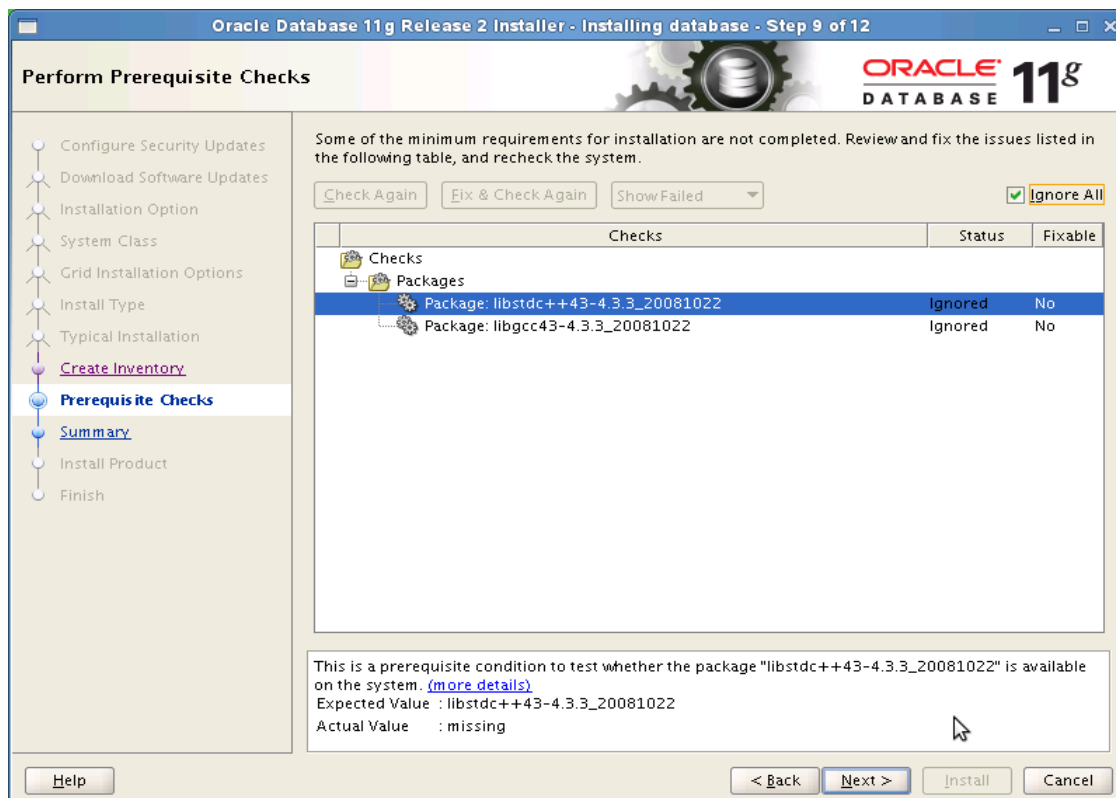 Oracle Database 11g Release 2 Installer - Installing database - Step 9 of 12
Perform Prerequisite Checks
ORACLE
DATABASE
11g
Configure Security Updates
Download Software Updates
Installation Option
System Class
Grid Installation Options
Install Type
Typical Installation
Create Inventory
Prerequisite Checks
Summary
Install Product
Finish
Some of the minimum requirements for installation are not completed. Review and fix the issues listed in
the following table, and recheck the system.
Check Again Fix & Check Again Show Failed Ignore All
Checks Status Fixable
Checks
Packages
Package: libstdc++43-4.3.3_20081022 Ignored No
Package: libgcc43-4.3.3_20081022 Ignored No
This is a prerequisite condition to test whether the package "libstdc++43-4.3.3_20081022" is available
on the system. (more details)
Expected Value : libstdc++43-4.3.3_20081022
Actual Value : missing
Help < Back Next > Install Cancel